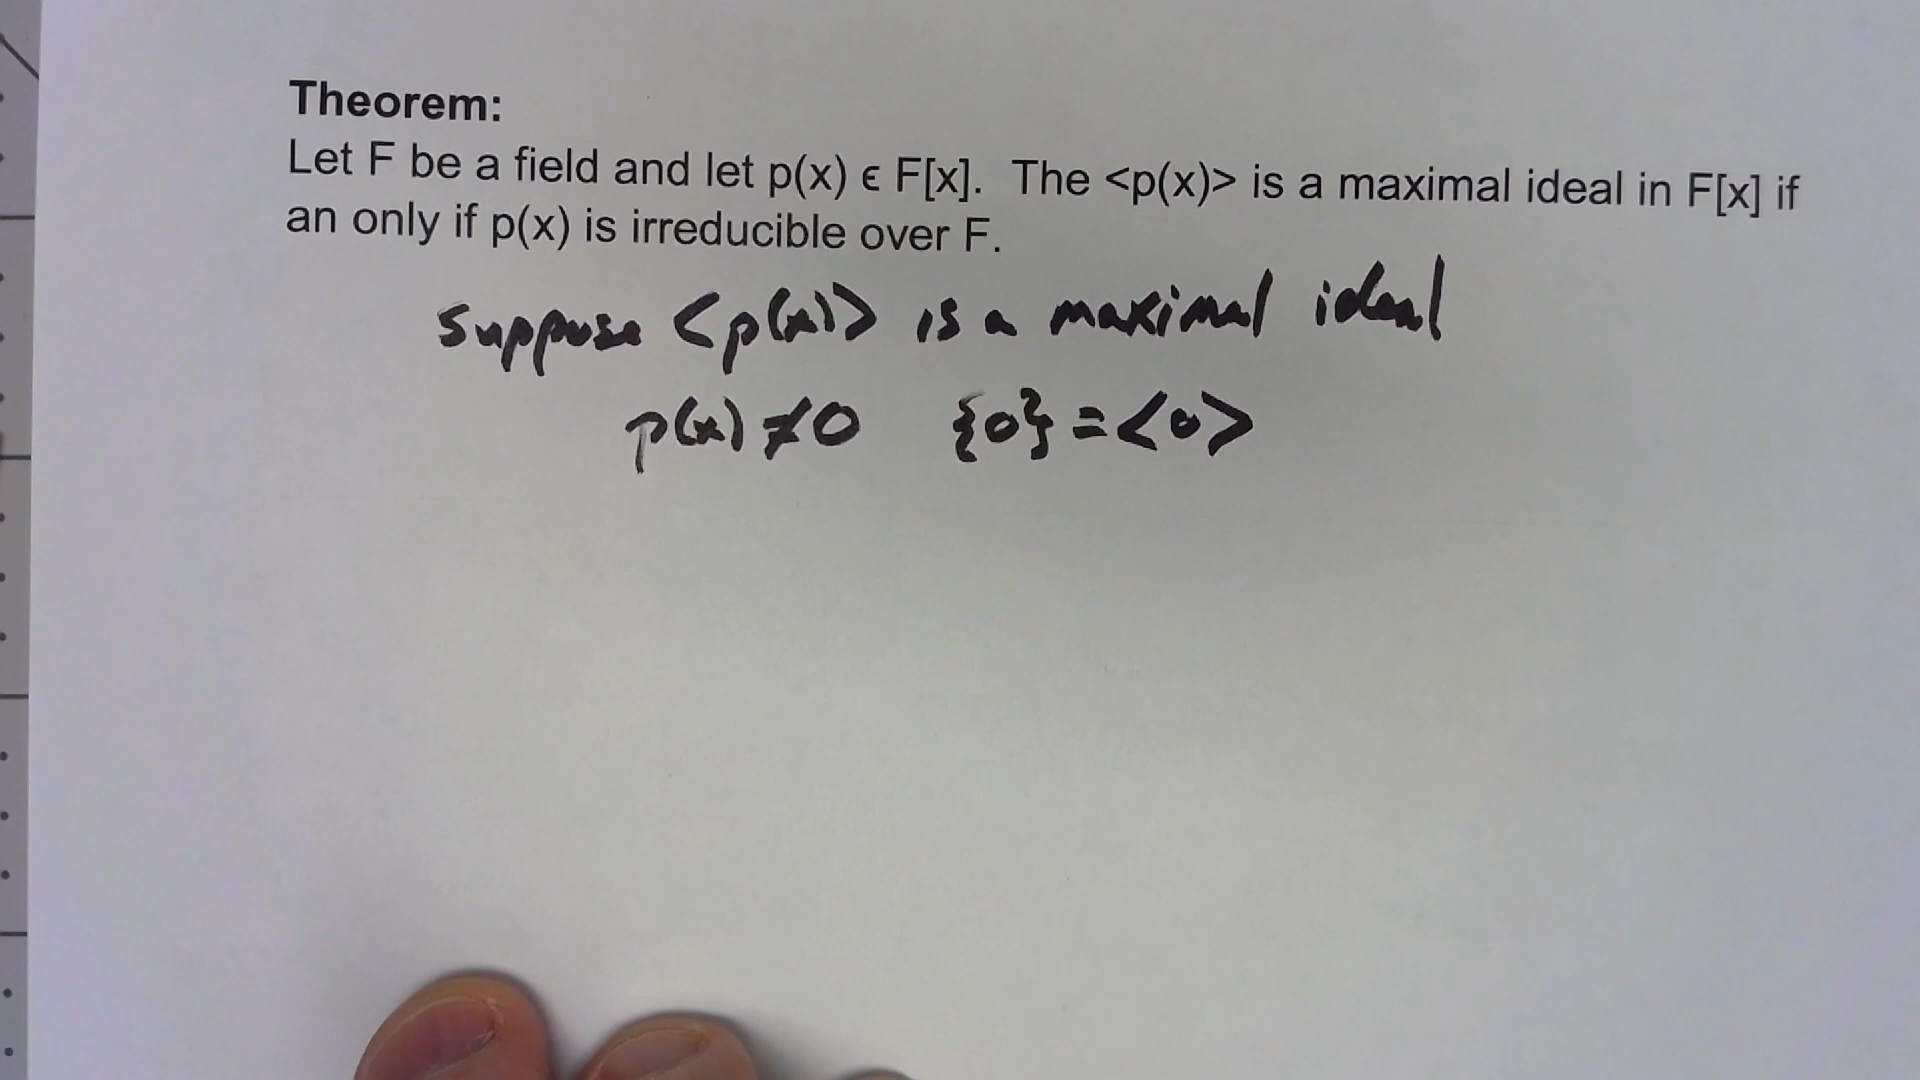 Theorem:
Let F be a field and let p(x) ϵ F[x]. The <p(x)> is a maximal ideal in F[x] if
an only if p(x) is irreducible over F.
suppose <p(x)> is a maximal ideal
p(x) ≠ 0 {0} = <0>